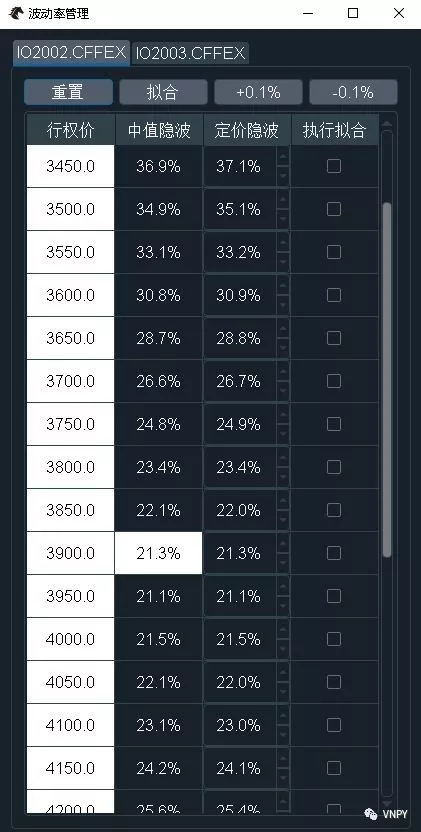 波动率管理
IO2002.CFFEX IO2003.CFFEX
重置 拟合 +0.1% -0.1%
行权价 中值隐波 定价隐波 执行拟合
3450.0 36.9% 37.1%
3500.0 34.9% 35.1%
3550.0 33.1% 33.2%
3600.0 30.8% 30.9%
3650.0 28.7% 28.8%
3700.0 26.6% 26.7%
3750.0 24.8% 24.9%
3800.0 23.4% 23.4%
3850.0 22.1% 22.0%
3900.0 21.3% 21.3%
3950.0 21.1% 21.1%
4000.0 21.5% 21.5%
4050.0 22.1% 22.0%
4100.0 23.1% 23.0%
4150.0 24.2% 24.1%
4200.0 25.6% 25.4%
VNPY